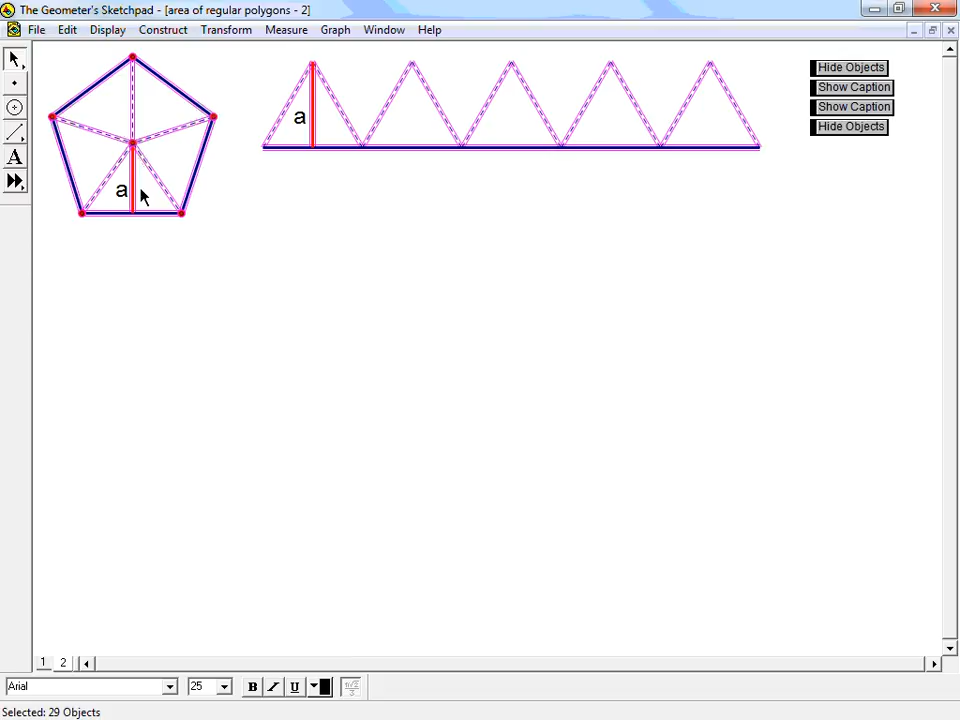 The Geometer's Sketchpad - [area of regular polygons - 2]
File Edit Display Construct Transform Measure Graph Window Help
a
a
Hide Objects
Show Caption
Show Caption
Hide Objects
A
1 2
Arial 25 B I U
Selected: 29 Objects